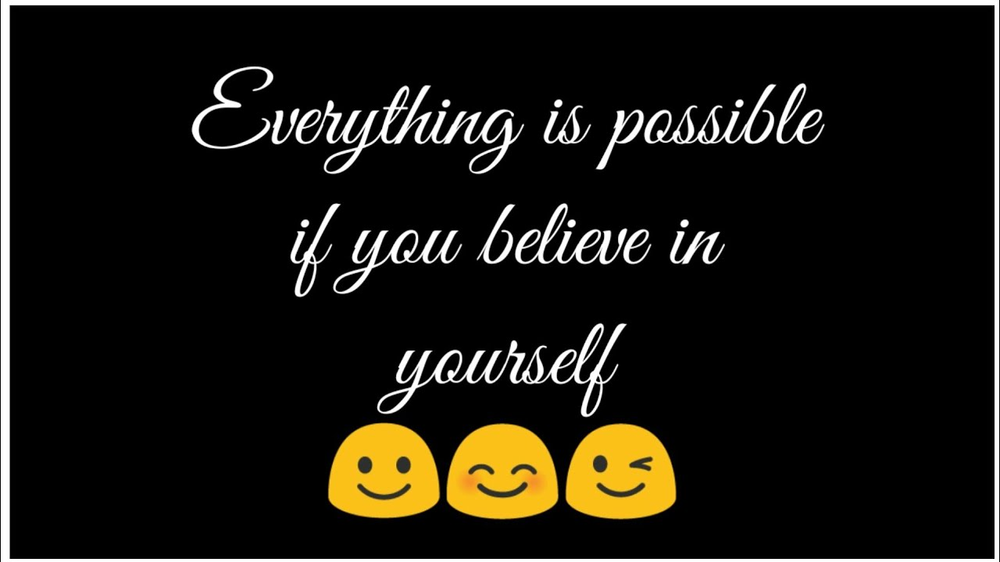 Everything is possible
if you believe in
yourself
🙂😊😉